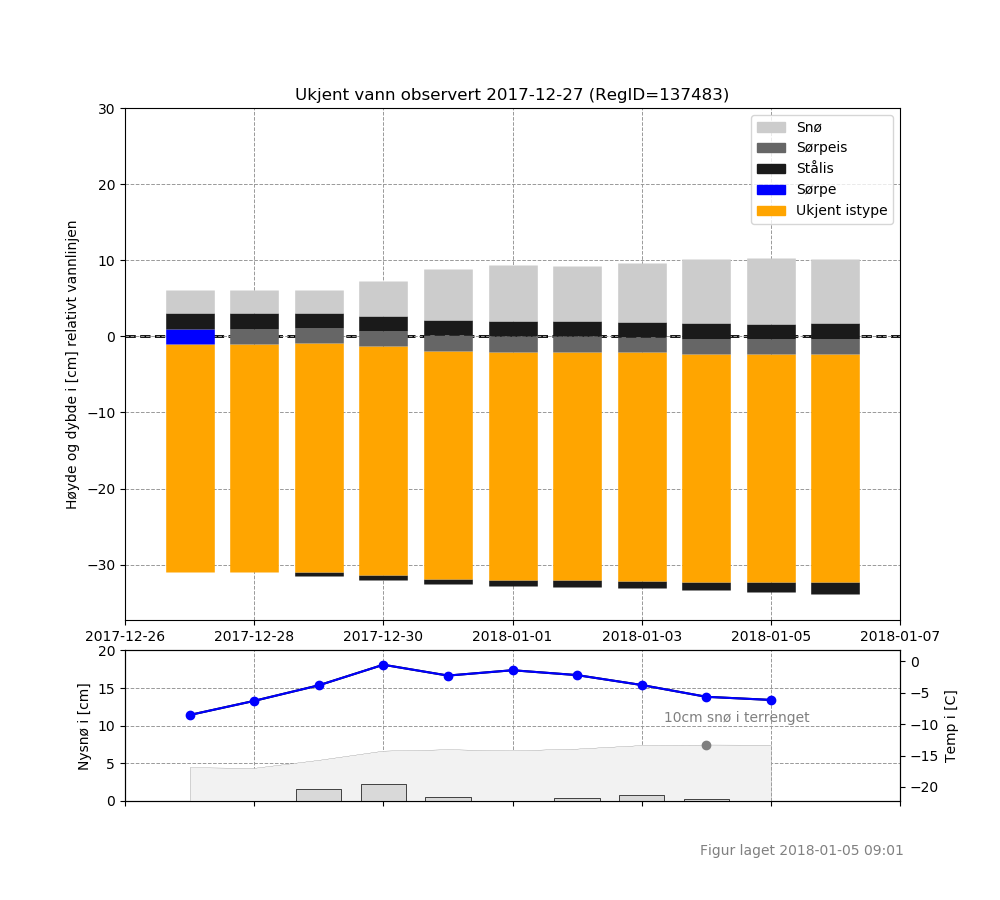 Ukjent vann observert 2017-12-27 (RegID=137483)
Høyde og dybde i [cm] relativt vannlinjen
30
20
10
0
−10
−20
−30
Snø
Sørpeis
Stålis
Sørpe
Ukjent istype
2017-12-26
2017-12-28
2017-12-30
2018-01-01
2018-01-03
2018-01-05
2018-01-07
Nysnø i [cm]
20
15
10
5
0
10cm snø i terrenget
0
−5
−10
−15
−20
Temp i [C]
Figur laget 2018-01-05 09:01